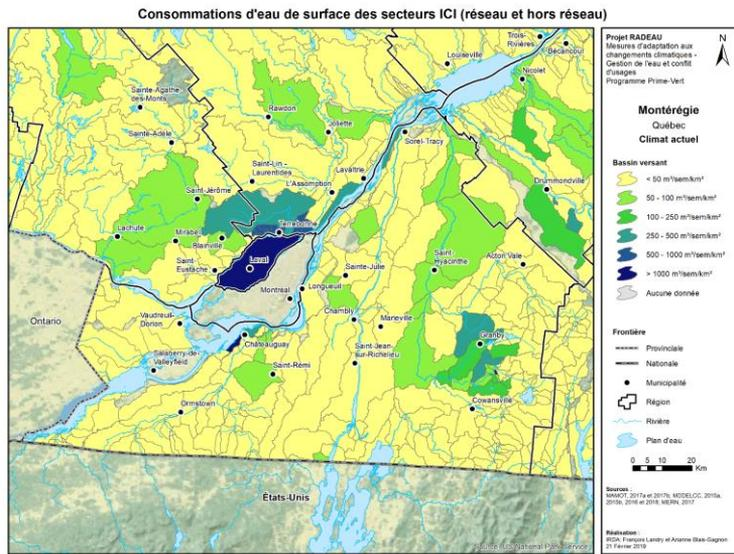 Consommations d'eau de surface des secteurs ICI (réseau et hors réseau)
Projet RADEAU
Mesures d'adaptation aux
changements climatiques -
Gestion de l'eau et conflit
d'usages
Programme Prime-Vert
N
Montérégie
Québec
Climat actuel
Bassin versant
< 50 m³/sem/km²
50 - 100 m³/sem/km²
100 - 250 m³/sem/km²
250 - 500 m³/sem/km²
500 - 1000 m³/sem/km²
> 1000 m³/sem/km²
Aucune donnée
Frontière
Provinciale
Nationale
Municipalité
Région
Rivière
Plan d'eau
0 5 10 20
Km
Sources :
MAMOT, 2017a et 2017b; MDDELCC, 2015a,
2015b, 2016 et 2018; MERN, 2017
Réalisation :
IRDA: François Landry et Arianne Blais-Gagnon
21 Février 2019
Trois-
Rivières
Bécancour
Louiseville
Nicolet
Sainte-Agathe
des-Monts
Rawdon
Joliette
Sainte-Adèle
Sorel-Tracy
Saint-Lin -
Laurentides
Lavaltrie
Saint-Jérôme
L'Assomption
Drummondville
Lachute
Mirabel
Terrebonne
Blainville
Saint-
Eustache
Laval
Saint-
Hyacinthe
Acton Vale
Sainte-Julie
Montréal
Longueuil
Ontario
Vaudreuil-
Dorion
Chambly
Marieville
Granby
Châteauguay
Saint-Jean
-sur-Richelieu
Salaberry-de-
Valleyfield
Saint-Rémi
Ormstown
Cowansville
États-Unis
Source : US National Park Service